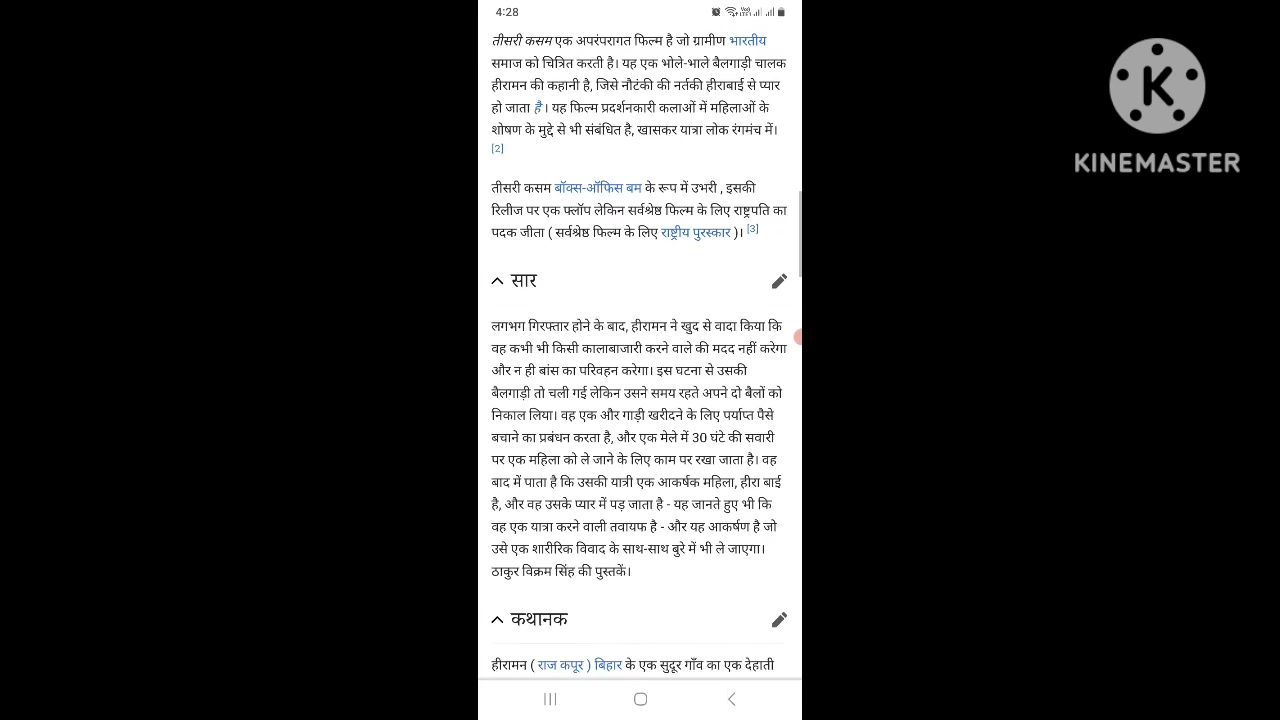 4:28
तीसरी कसम एक अपरंपरागत फिल्म है जो ग्रामीण भारतीय
समाज को चित्रित करती है। यह एक भोले-भाले बैलगाड़ी चालक
हीरामन की कहानी है, जिसे नौटंकी की नर्तकी हीराबाई से प्यार
हो जाता है । यह फिल्म प्रदर्शनकारी कलाओं में महिलाओं के
शोषण के मुद्दे से भी संबंधित है, खासकर यात्रा लोक रंगमंच में।
[2]
तीसरी कसम बॉक्स-ऑफिस बम के रूप में उभरी , इसकी
रिलीज पर एक फ्लॉप लेकिन सर्वश्रेष्ठ फिल्म के लिए राष्ट्रपति का
पदक जीता ( सर्वश्रेष्ठ फिल्म के लिए राष्ट्रीय पुरस्कार )। [3]
सार
लगभग गिरफ्तार होने के बाद, हीरामन ने खुद से वादा किया कि
वह कभी भी किसी कालाबाजारी करने वाले की मदद नहीं करेगा
और न ही बांस का परिवहन करेगा। इस घटना से उसकी
बैलगाड़ी तो चली गई लेकिन उसने समय रहते अपने दो बैलों को
निकाल लिया। वह एक और गाड़ी खरीदने के लिए पर्याप्त पैसे
बचाने का प्रबंधन करता है, और एक मेले में 30 घंटे की सवारी
पर एक महिला को ले जाने के लिए काम पर रखा जाता है। वह
बाद में पाता है कि उसकी यात्री एक आकर्षक महिला, हीरा बाई
है, और वह उसके प्यार में पड़ जाता है - यह जानते हुए भी कि
वह एक यात्रा करने वाली तवायफ है - और यह आकर्षण है जो
उसे एक शारीरिक विवाद के साथ-साथ बुरे में भी ले जाएगा।
ठाकुर विक्रम सिंह की पुस्तकें।
कथानक
हीरामन ( राज कपूर ) बिहार के एक सुदूर गाँव का एक देहाती
K
KINEMASTER